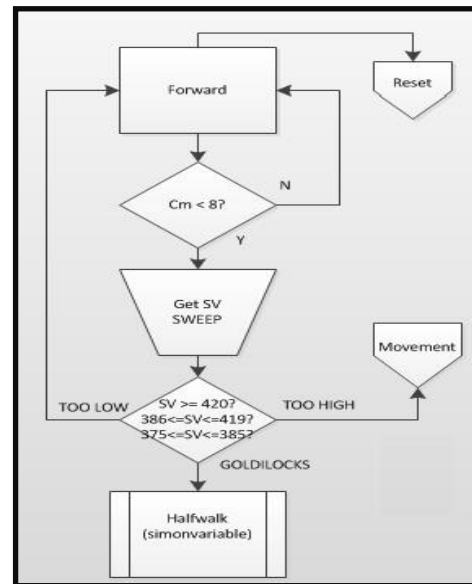 Reset
Forward
N
Cm < 8?
Y
Get SV
SWEEP
Movement
SV >= 420?
TOO LOW
386<=SV<=419?
TOO HIGH
375<=SV<=385?
GOLDILOCKS
Halfwalk
(simonvariable)